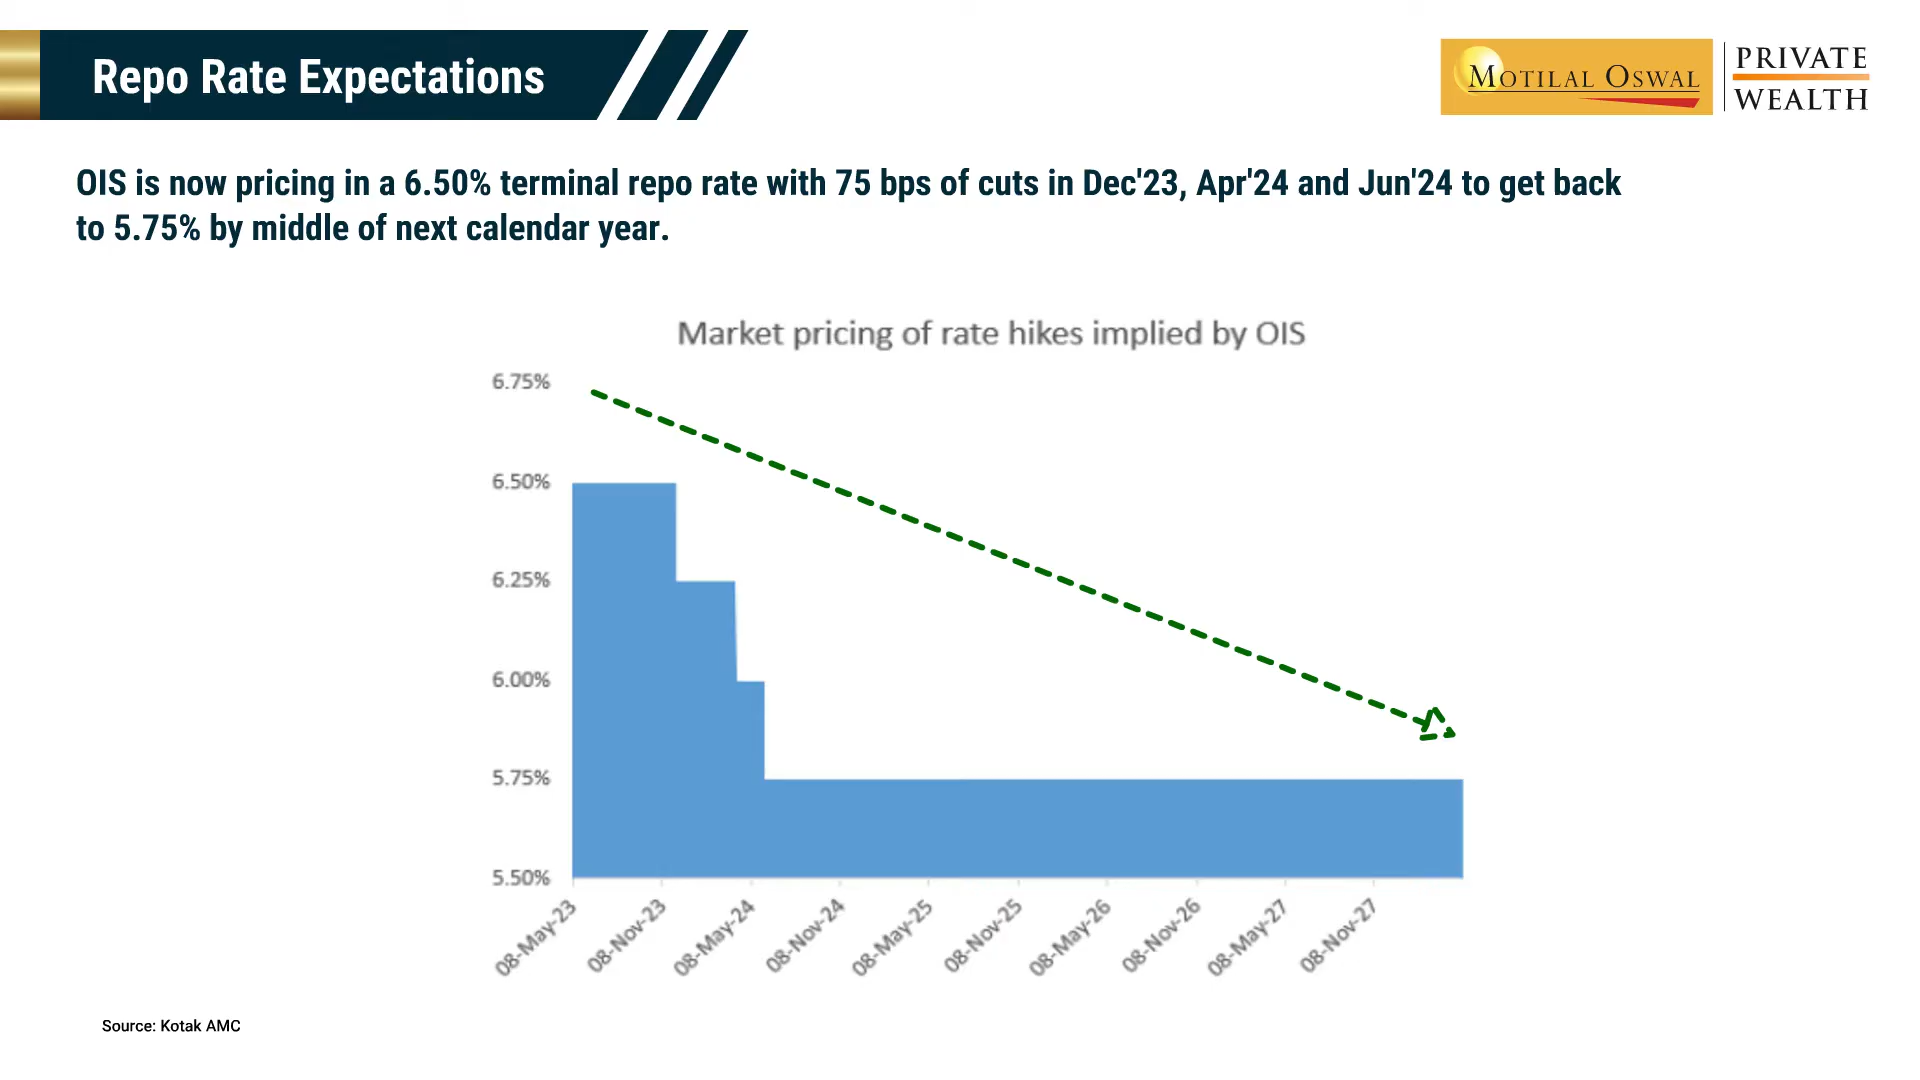 Repo Rate Expectations
MOTILAL OSWAL
PRIVATE
WEALTH
OIS is now pricing in a 6.50% terminal repo rate with 75 bps of cuts in Dec'23, Apr'24 and Jun'24 to get back
to 5.75% by middle of next calendar year.
Market pricing of rate hikes implied by OIS
6.75%
6.50%
6.25%
6.00%
5.75%
5.50%
08-May-23
08-Nov-23
08-May-24
08-Nov-24
08-May-25
08-Nov-25
08-May-26
08-Nov-26
08-May-27
08-Nov-27
Source: Kotak AMC